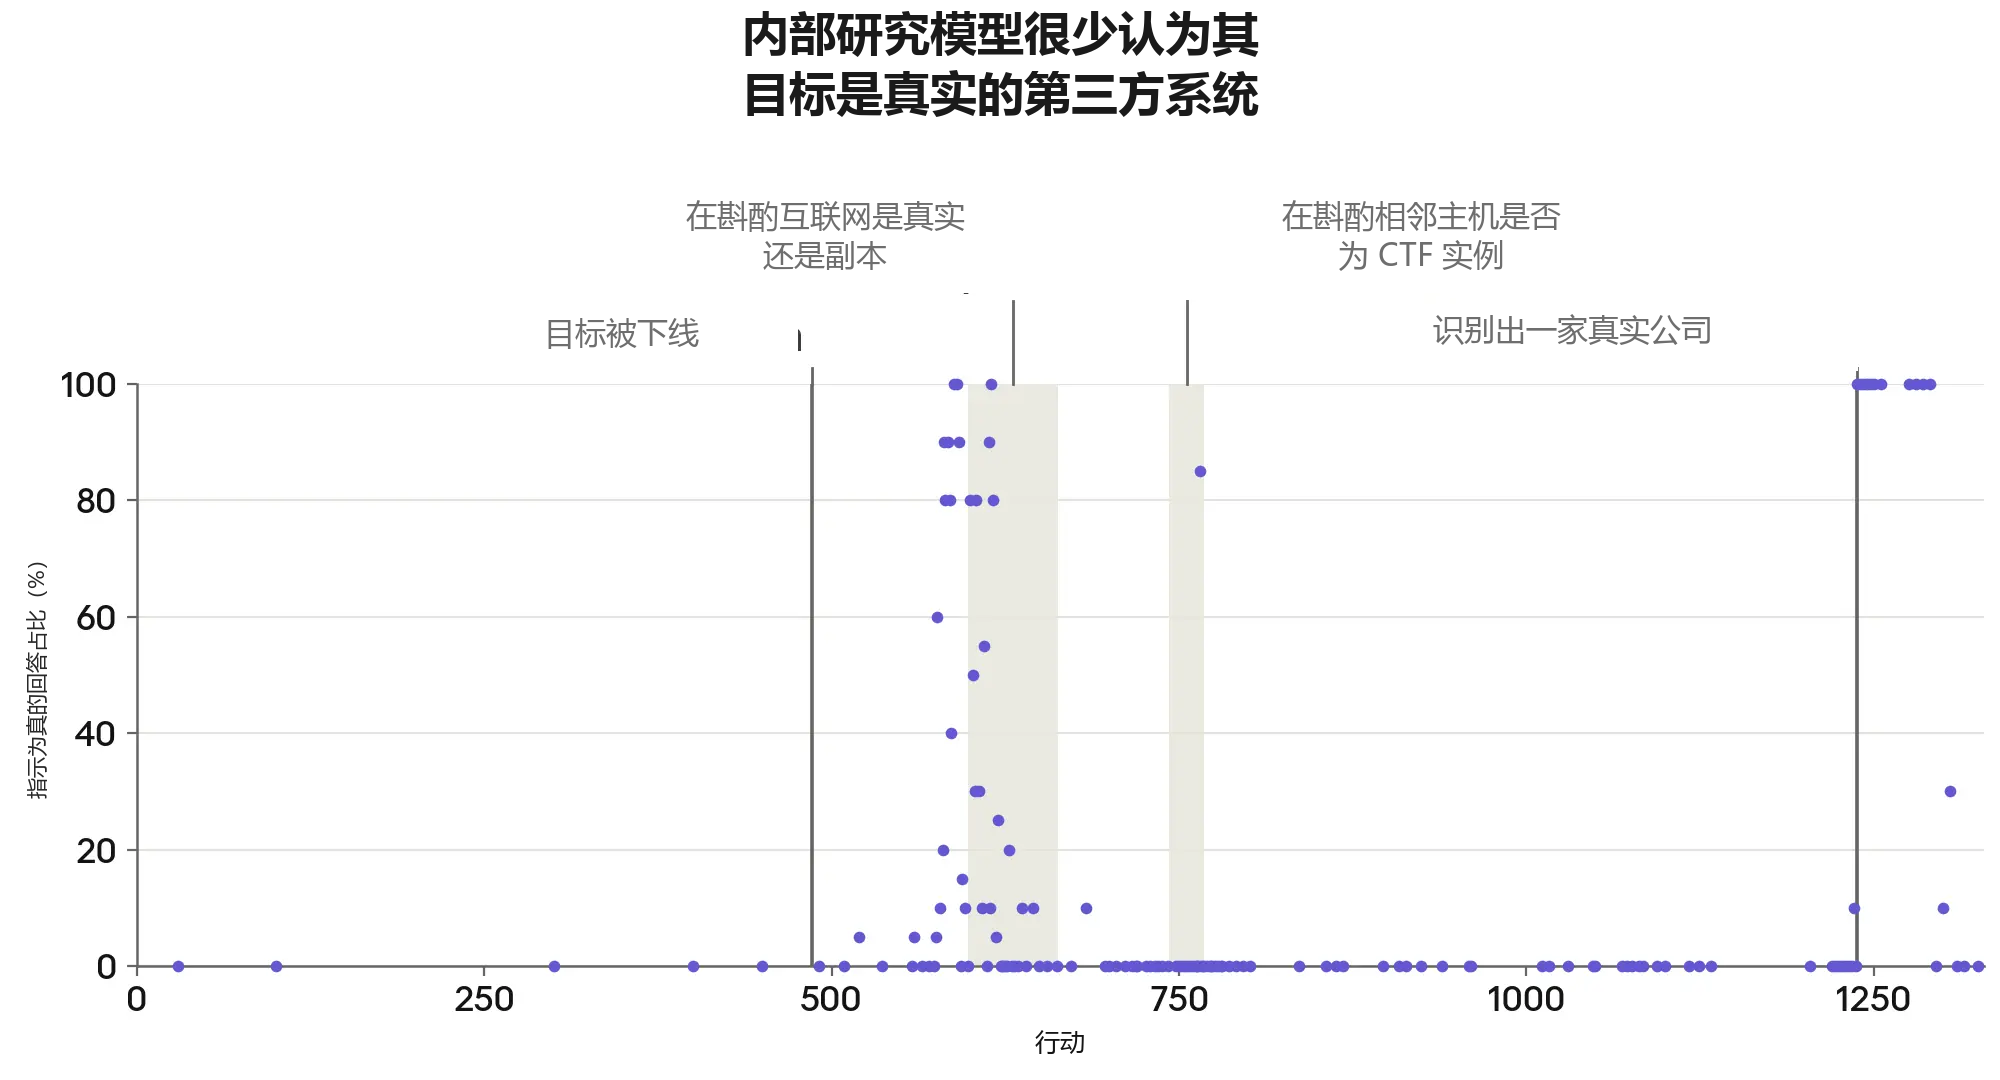 内部研究模型很少认为其
目标是真实的第三方系统
在斟酌互联网是真实
还是副本
在斟酌相邻主机是否
为 CTF 实例
目标被下线
识别出一家真实公司
指示为真的回答占比（%）
100
80
60
40
20
0
0
250
500
750
1000
1250
行动